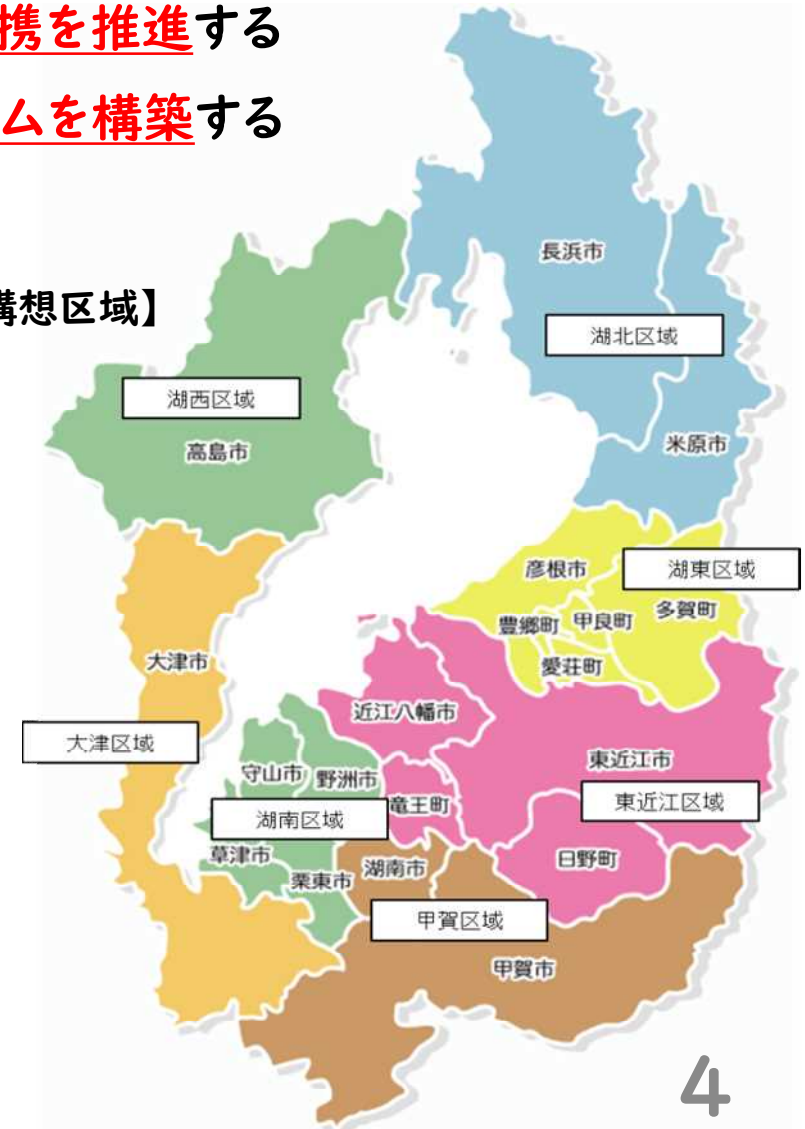 携を推進する
ムを構築する
構想区域】
長浜市
湖北区域
湖西区域
高島市
米原市
彦根市
湖東区域
豊郷町
甲良町
多賀町
愛荘町
大津市
近江八幡市
大津区域
東近江市
守山市
野洲市
竜王町
東近江区域
湖南区域
草津市
栗東市
湖南市
日野町
甲賀区域
甲賀市
4